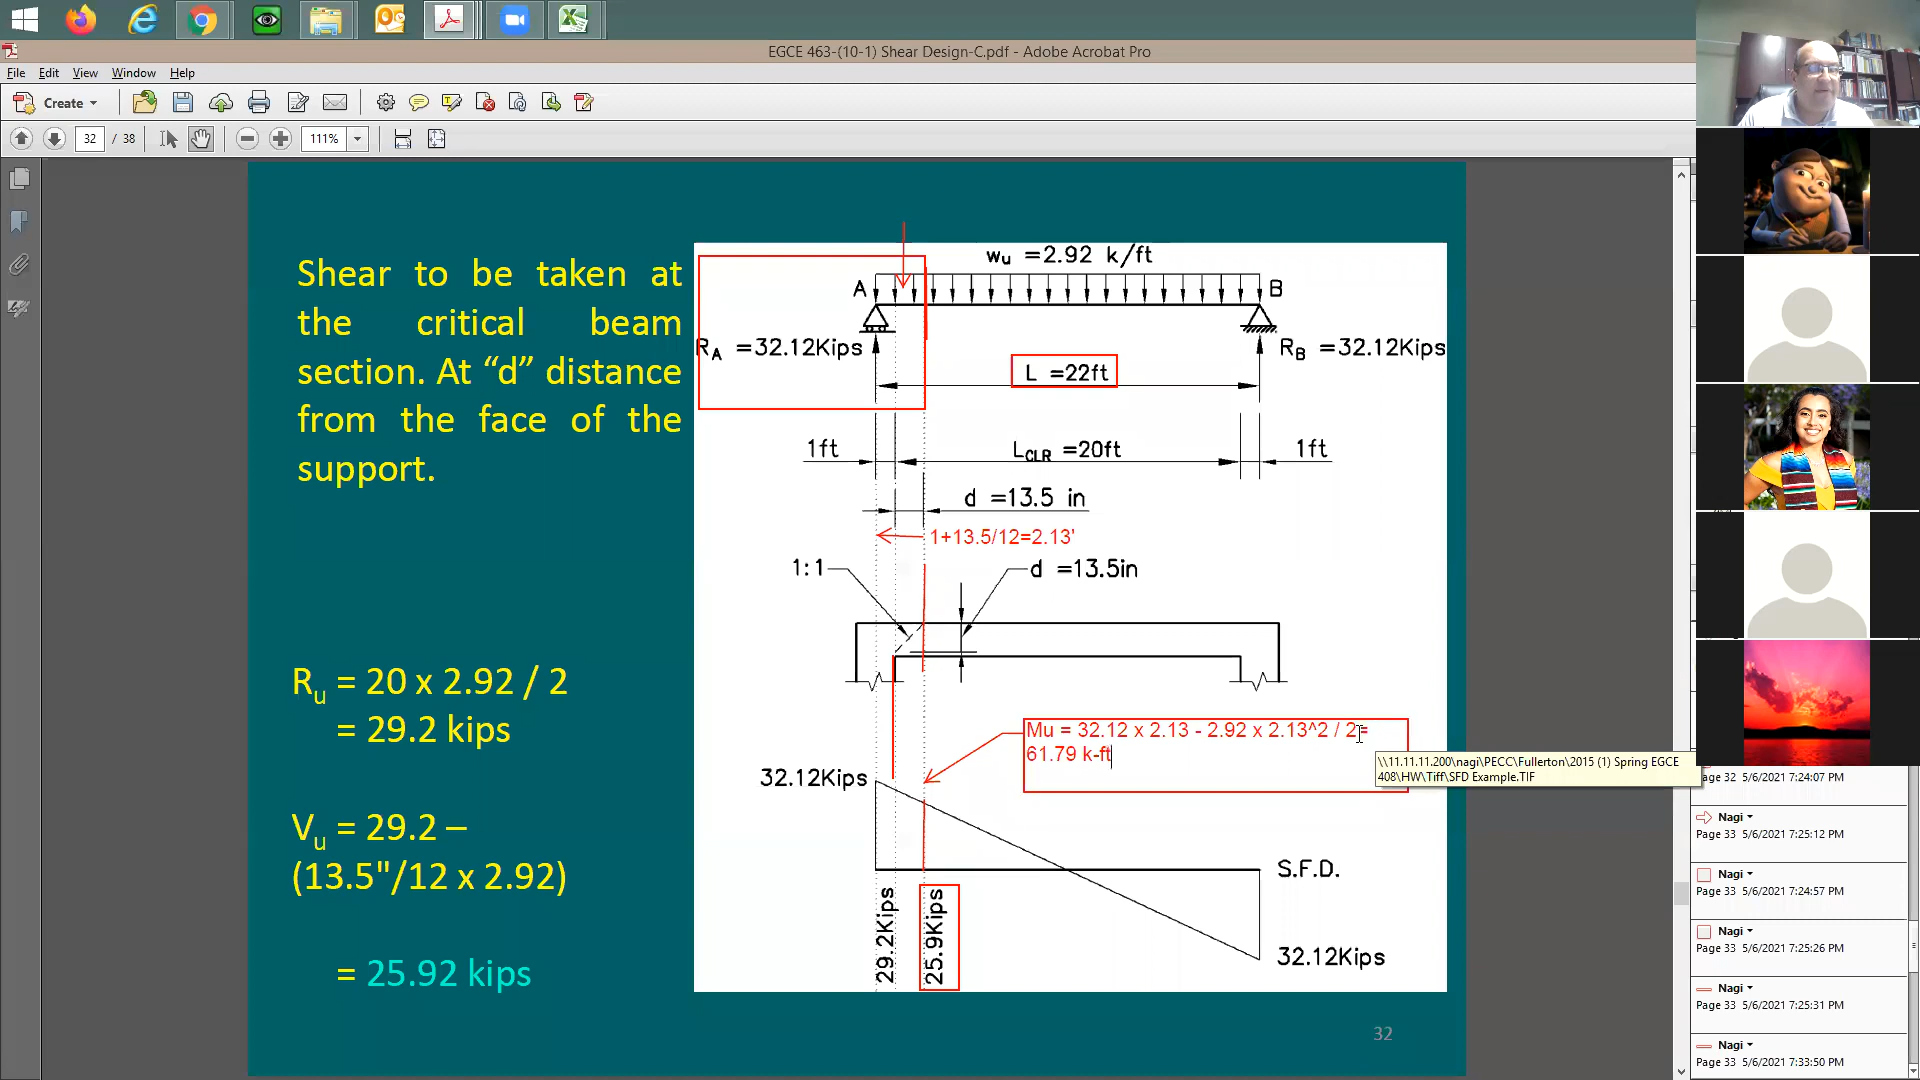 EGCE 463-(10-1) Shear Design-C.pdf - Adobe Acrobat Pro
File Edit View Window Help
Create
32 / 38 111%
Shear to be taken at
the critical beam
section. At “d” distance
from the face of the
support.
Ru = 20 x 2.92 / 2
= 29.2 kips
Vu = 29.2 –
(13.5"/12 x 2.92)
= 25.92 kips
wu =2.92 k/ft
A B
RA =32.12Kips RB =32.12Kips
L =22ft
1ft LCLR =20ft 1ft
d =13.5 in
1+13.5/12=2.13'
1:1 d =13.5in
Mu = 32.12 x 2.13 - 2.92 x 2.13^2 / 2=
61.79 k-ft
32.12Kips
S.F.D.
29.2Kips
25.9Kips
32.12Kips
32
\\11.11.11.200\nagi\PECC\Fullerton\2015 (1) Spring EGCE
408\HW\Tiff\SFD Example.TIF
age 32 5/6/2021 7:24:07 PM
Nagi
Page 33 5/6/2021 7:25:12 PM
Nagi
Page 33 5/6/2021 7:24:57 PM
Nagi
Page 33 5/6/2021 7:25:26 PM
Nagi
Page 33 5/6/2021 7:25:31 PM
Nagi
Page 33 5/6/2021 7:33:50 PM